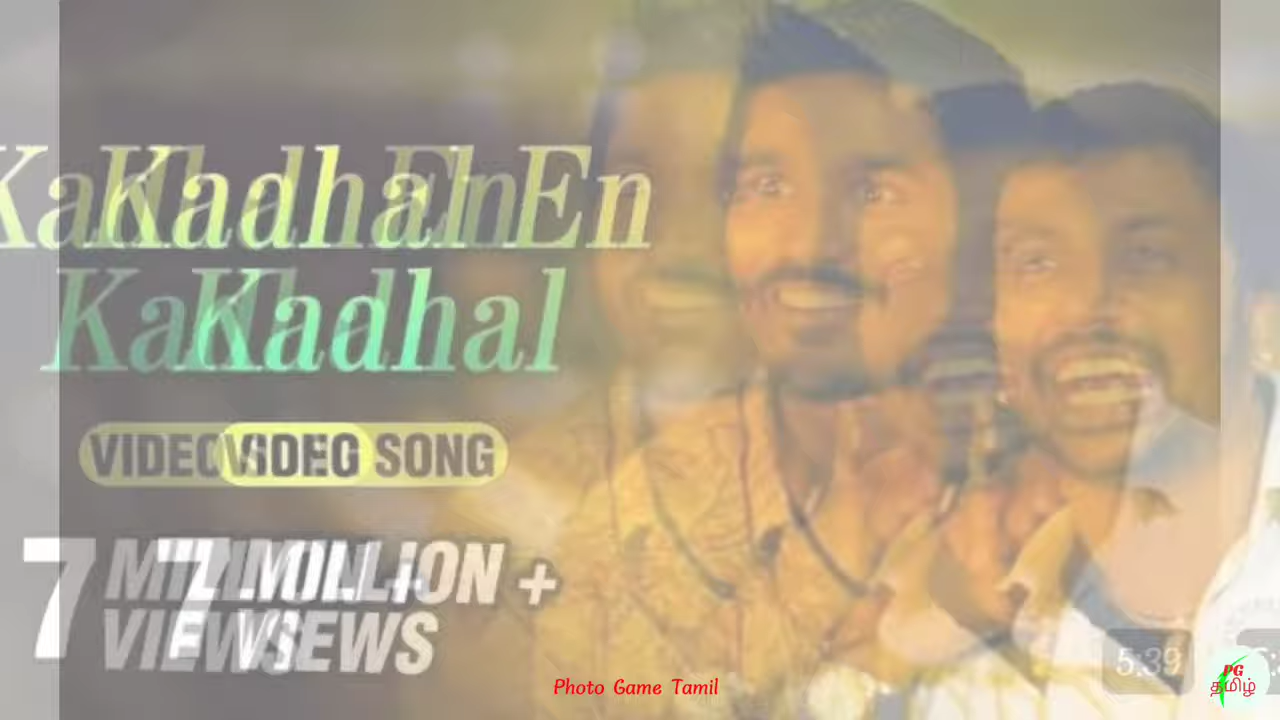 Kadhal En
Kadhal
VIDEO SONG
7 MILLION +
VIEWS
5:39
Photo Game Tamil
PG
தமிழ்